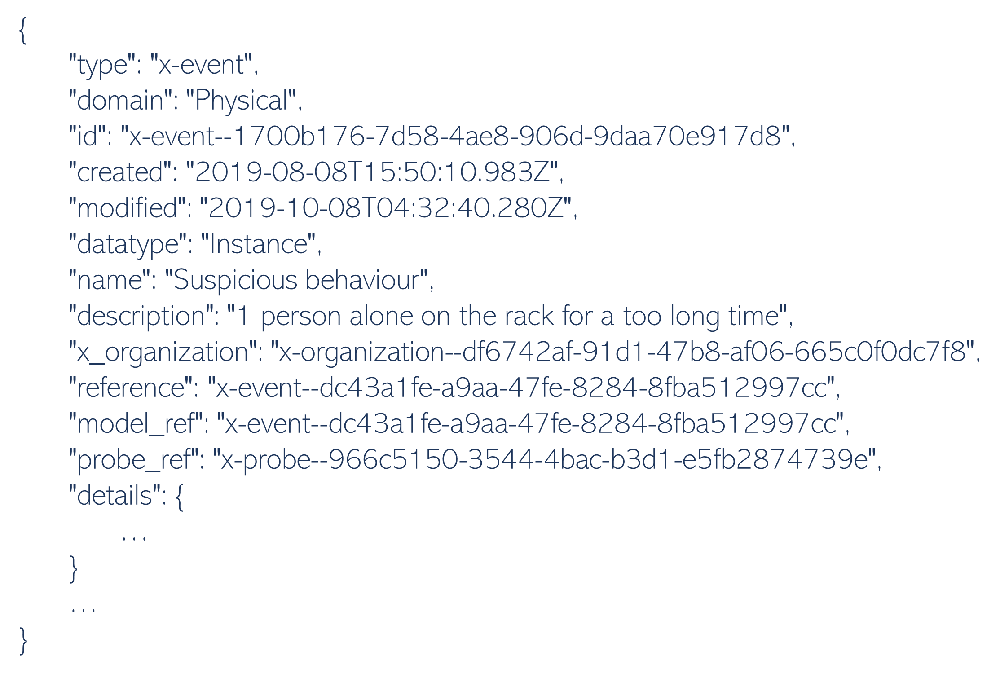 {
"type": "x-event",
"domain": "Physical",
"id": "x-event--1700b176-7d58-4ae8-906d-9daa70e917d8",
"created": "2019-08-08T15:50:10.983Z",
"modified": "2019-10-08T04:32:40.280Z",
"datatype": "Instance",
"name": "Suspicious behaviour",
"description": "1 person alone on the rack for a too long time",
"x_organization": "x-organization--df6742af-91d1-47b8-af06-665c0f0dc7f8",
"reference": "x-event--dc43a1fe-a9aa-47fe-8284-8fba512997cc",
"model_ref": "x-event--dc43a1fe-a9aa-47fe-8284-8fba512997cc",
"probe_ref": "x-probe--966c5150-3544-4bac-b3d1-e5fb2874739e",
"details": {
...
}
...
}